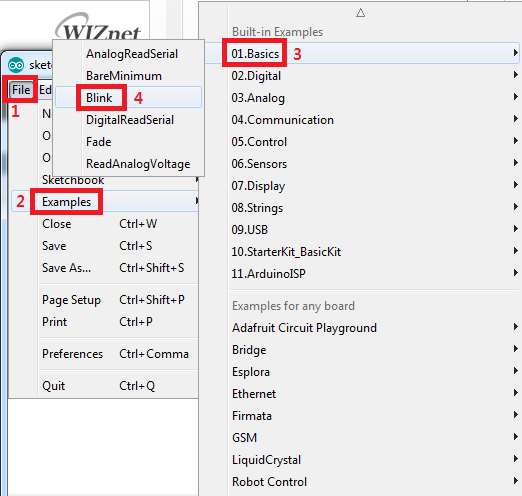 WIZnet
sket
File Ed
1
N
O
O
Sketchbook
2 Examples
Close Ctrl+W
Save Ctrl+S
Save As... Ctrl+Shift+S
Page Setup Ctrl+Shift+P
Print Ctrl+P
Preferences Ctrl+Comma
Quit Ctrl+Q
Built-in Examples
01.Basics 3
02.Digital
03.Analog
04.Communication
05.Control
06.Sensors
07.Display
08.Strings
09.USB
10.StarterKit_BasicKit
11.ArduinoISP
Examples for any board
Adafruit Circuit Playground
Bridge
Esplora
Ethernet
Firmata
GSM
LiquidCrystal
Robot Control
AnalogReadSerial
BareMinimum
Blink 4
DigitalReadSerial
Fade
ReadAnalogVoltage